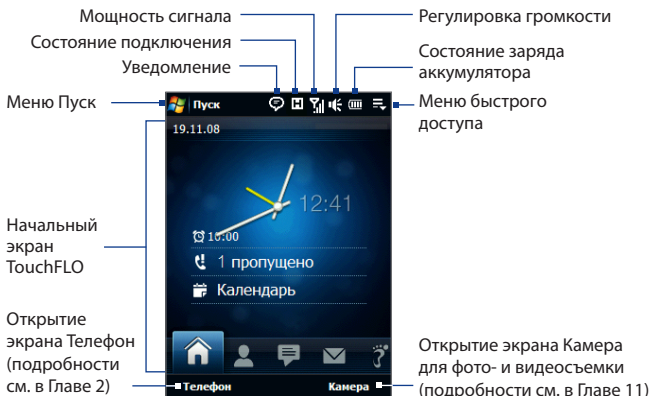 Мощность сигнала
Состояние подключения
Уведомление
Меню Пуск
Регулировка громкости
Состояние заряда
аккумулятора
Меню быстрого
доступа
Пуск
19.11.08
12:41
10:00
1 пропущено
Календарь
Начальный
экран
TouchFLO
Открытие
экрана Телефон
(подробности
см. в Главе 2)
Телефон
Камера
Открытие экрана Камера
для фото- и видеосъемки
(подробности см. в Главе 11)